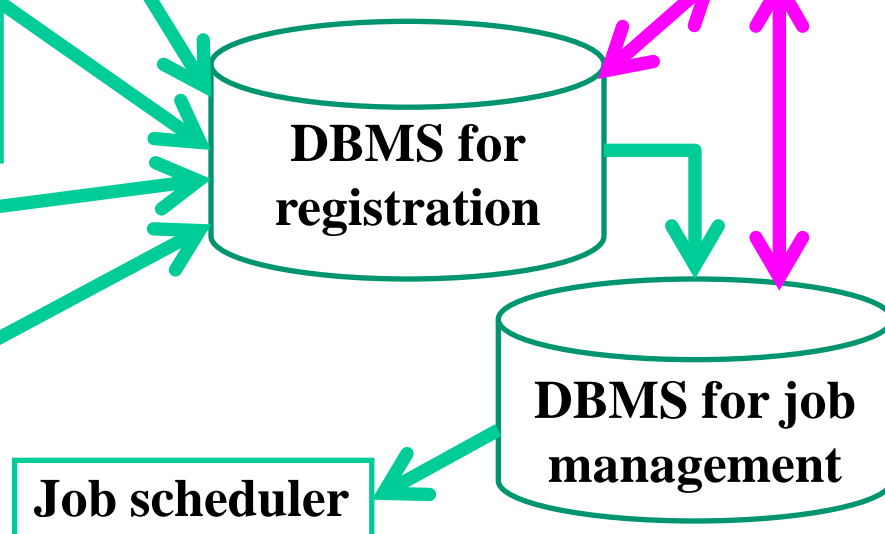 DBMS for
registration
DBMS for job
management
Job scheduler